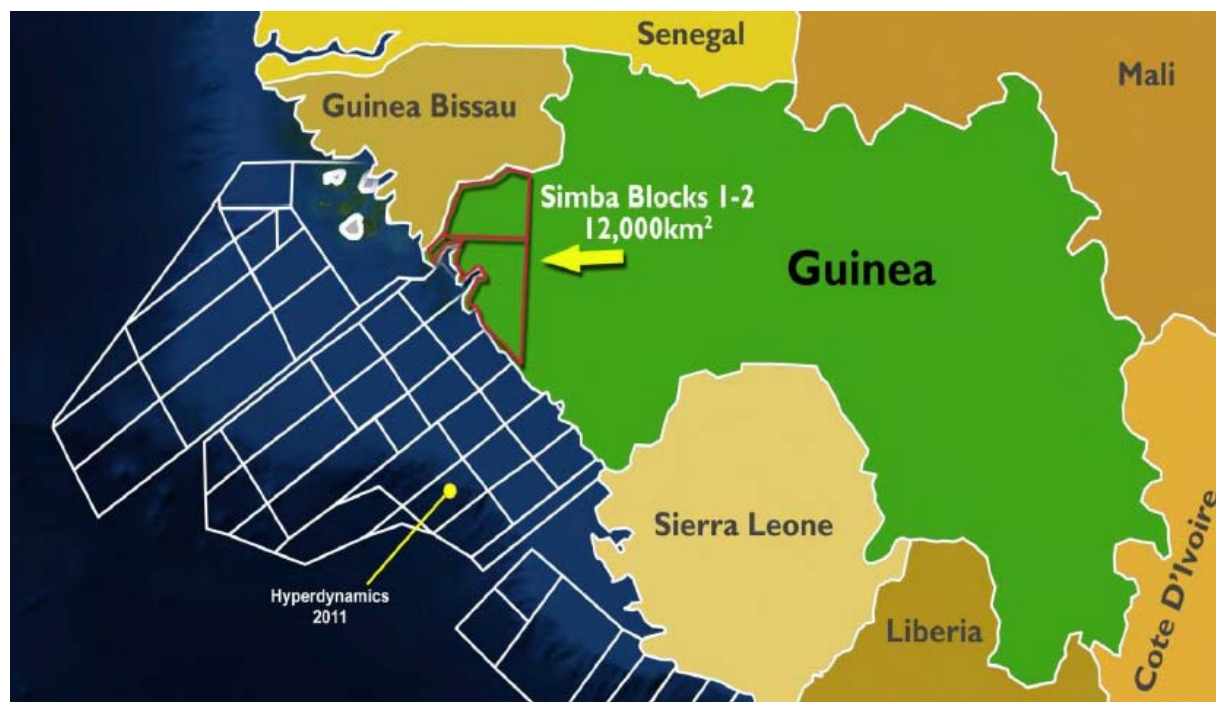 Senegal
Mali
Guinea Bissau
Simba Blocks 1-2
12,000km²
Guinea
Sierra Leone
Hyperdynamics
2011
Liberia
Cote D'Ivoire